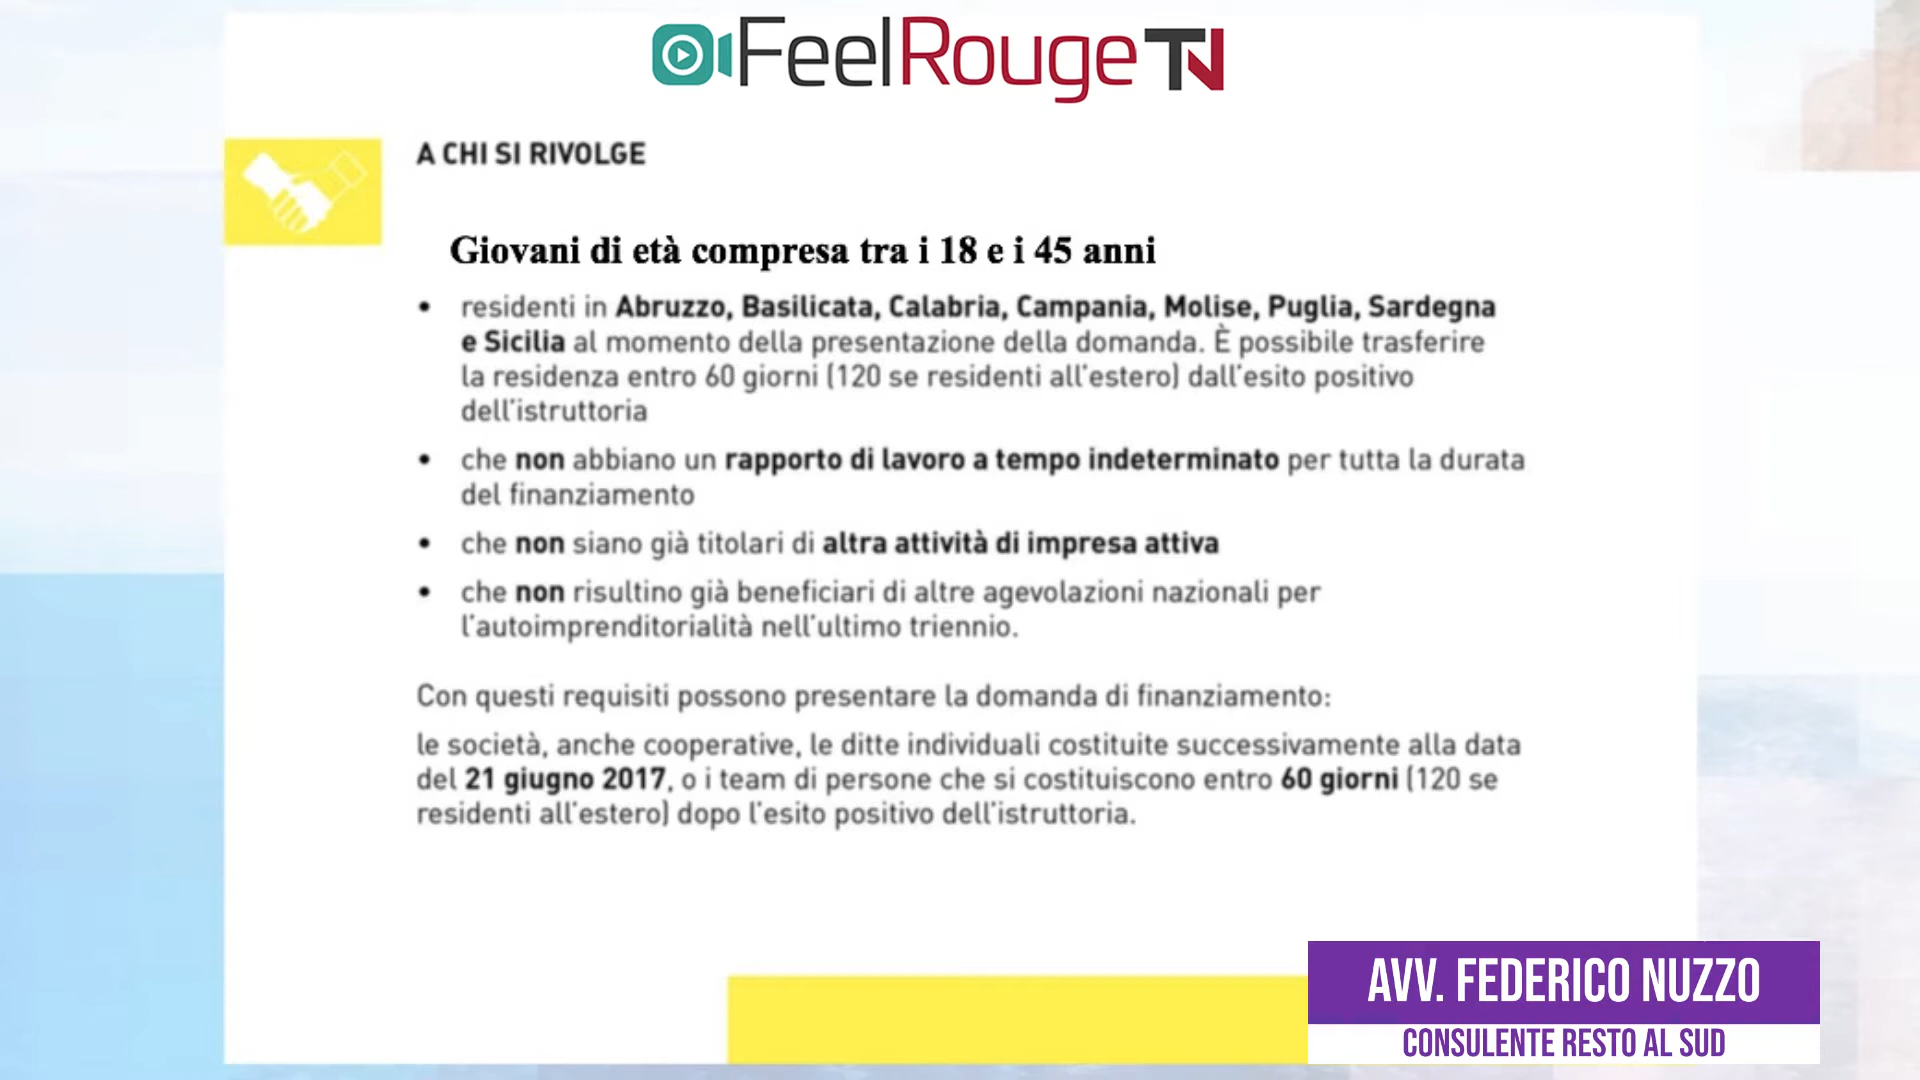 FeelRougeTV
A CHI SI RIVOLGE
Giovani di età compresa tra i 18 e i 45 anni
• residenti in Abruzzo, Basilicata, Calabria, Campania, Molise, Puglia, Sardegna
e Sicilia al momento della presentazione della domanda. È possibile trasferire
la residenza entro 60 giorni (120 se residenti all'estero) dall'esito positivo
dell'istruttoria
• che non abbiano un rapporto di lavoro a tempo indeterminato per tutta la durata
del finanziamento
• che non siano già titolari di altra attività di impresa attiva
• che non risultino già beneficiari di altre agevolazioni nazionali per
l'autoimprenditorialità nell'ultimo triennio.
Con questi requisiti possono presentare la domanda di finanziamento:
le società, anche cooperative, le ditte individuali costituite successivamente alla data
del 21 giugno 2017, o i team di persone che si costituiscono entro 60 giorni (120 se
residenti all'estero) dopo l'esito positivo dell'istruttoria.
AVV. FEDERICO NUZZO
CONSULENTE RESTO AL SUD